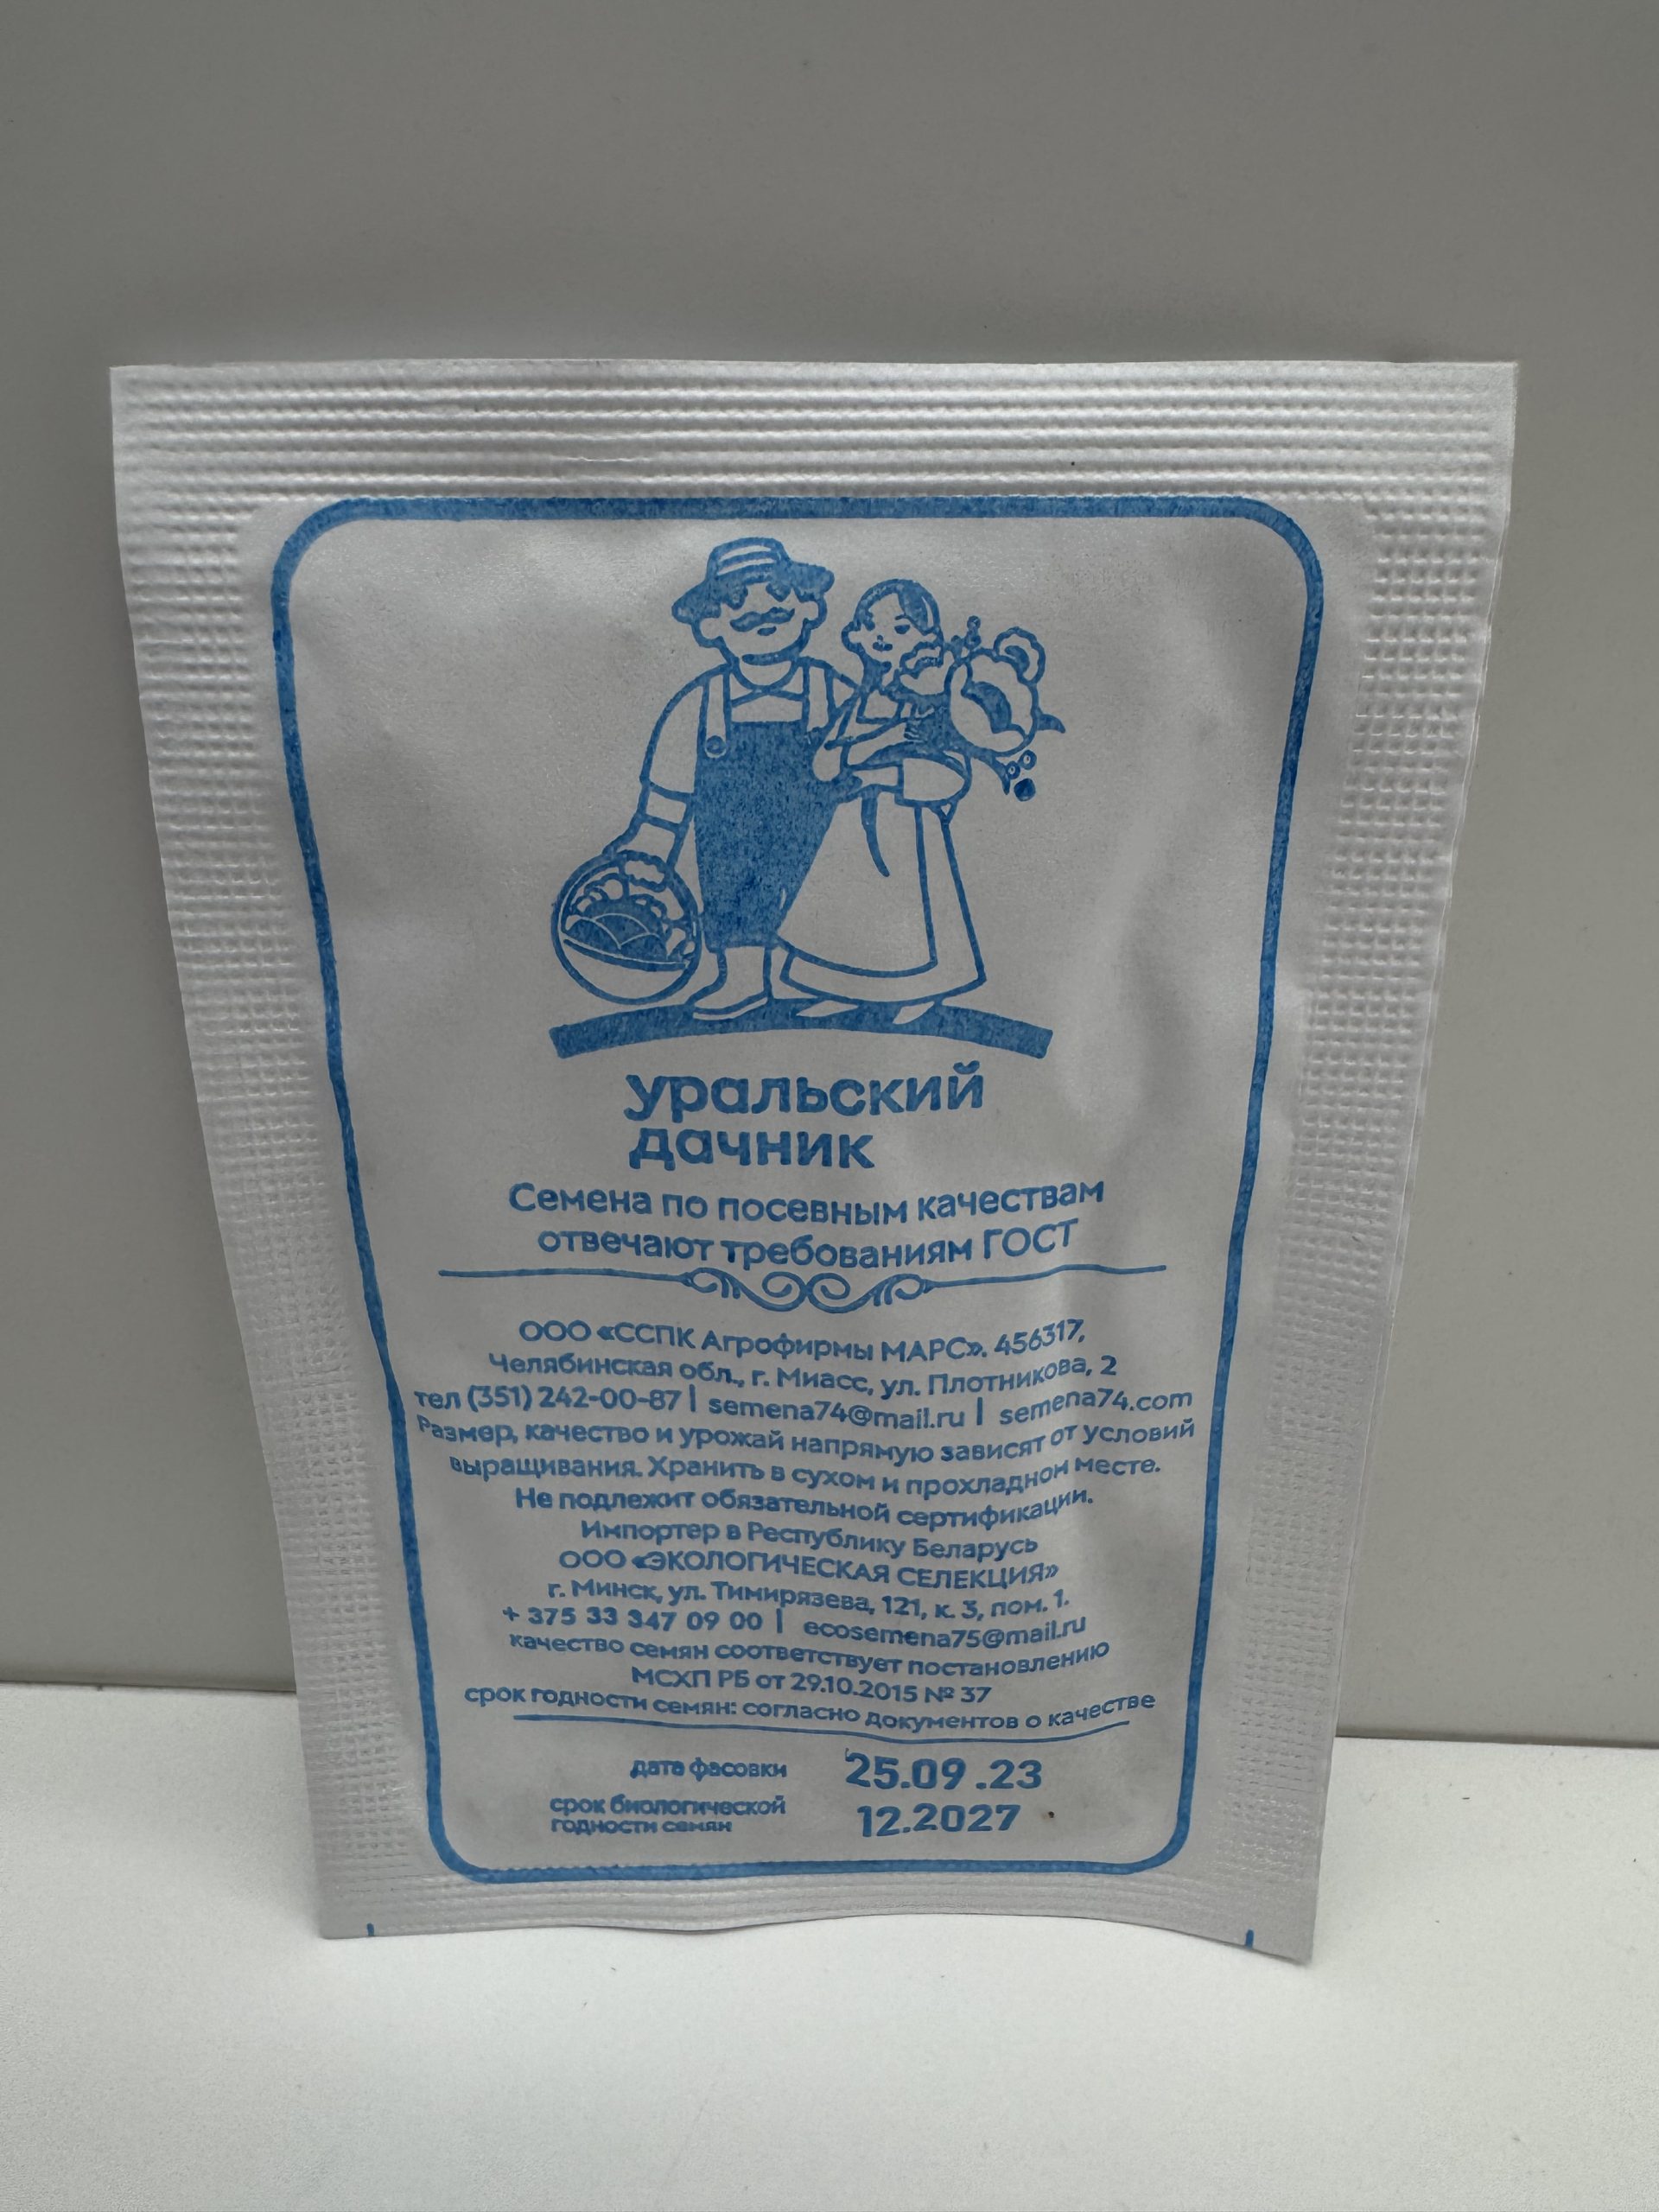 уральский
дачник
Семена по посевным качествам
отвечают требованиям ГОСТ
ООО «ССПК Агрофирмы МАРС». 456317,
Челябинская обл., г. Миасс, ул. Плотникова, 2
тел (351) 242-00-87 | semena74@mail.ru | semena74.com
Размер, качество и урожай напрямую зависят от условий
выращивания. Хранить в сухом и прохладном месте.
Не подлежит обязательной сертификации.
Импортер в Республику Беларусь
ООО «ЭКОЛОГИЧЕСКАЯ СЕЛЕКЦИЯ»
г. Минск, ул. Тимирязева, 121, к. 3, пом. 1.
+ 375 33 347 09 00 | ecosemena75@mail.ru
качество семян соответствует постановлению
МСХП РБ от 29.10.2015 № 37
срок годности семян: согласно документов о качестве
дата фасовки 25.09.23
срок биологической
годности семян 12.2027